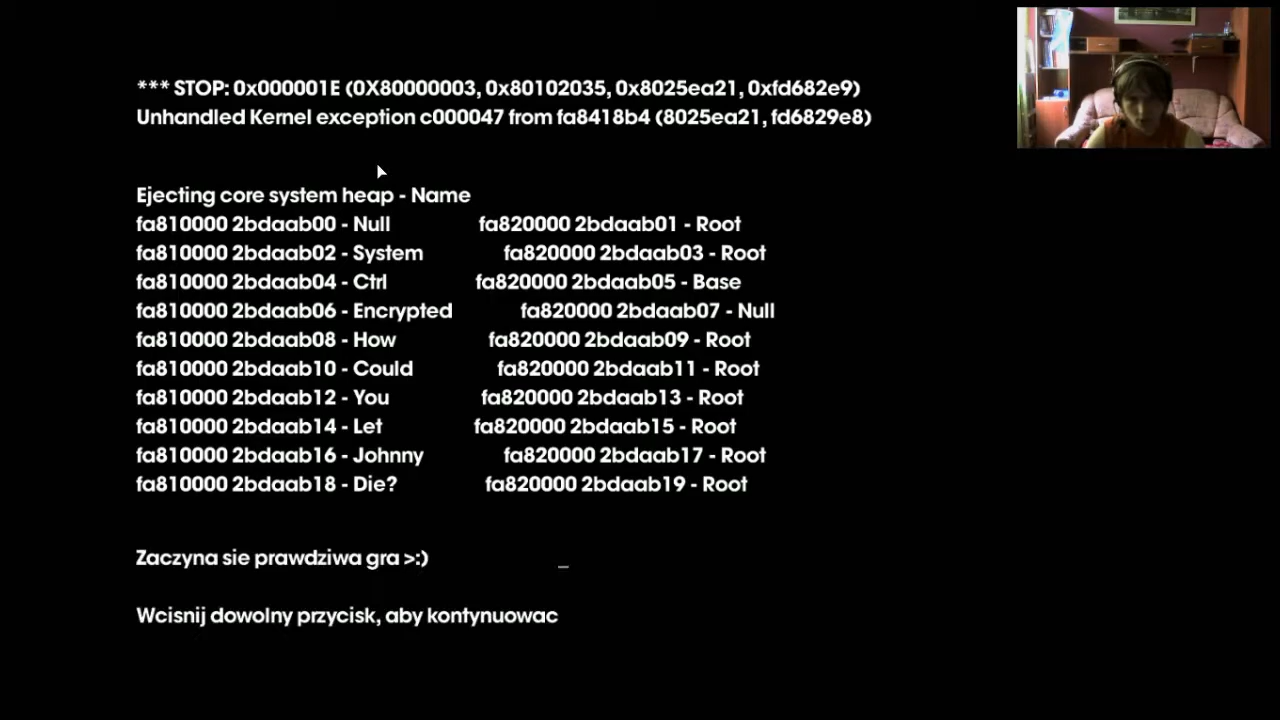 *** STOP: 0x000001E (0X80000003, 0x80102035, 0x8025ea21, 0xfd682e9)
Unhandled Kernel exception c000047 from fa8418b4 (8025ea21, fd6829e8)
Ejecting core system heap - Name
fa810000 2bdaab00 - Null fa820000 2bdaab01 - Root
fa810000 2bdaab02 - System fa820000 2bdaab03 - Root
fa810000 2bdaab04 - Ctrl fa820000 2bdaab05 - Base
fa810000 2bdaab06 - Encrypted fa820000 2bdaab07 - Null
fa810000 2bdaab08 - How fa820000 2bdaab09 - Root
fa810000 2bdaab10 - Could fa820000 2bdaab11 - Root
fa810000 2bdaab12 - You fa820000 2bdaab13 - Root
fa810000 2bdaab14 - Let fa820000 2bdaab15 - Root
fa810000 2bdaab16 - Johnny fa820000 2bdaab17 - Root
fa810000 2bdaab18 - Die? fa820000 2bdaab19 - Root
Zaczyna sie prawdziwa gra >:) _
Wcisnij dowolny przycisk, aby kontynuowac